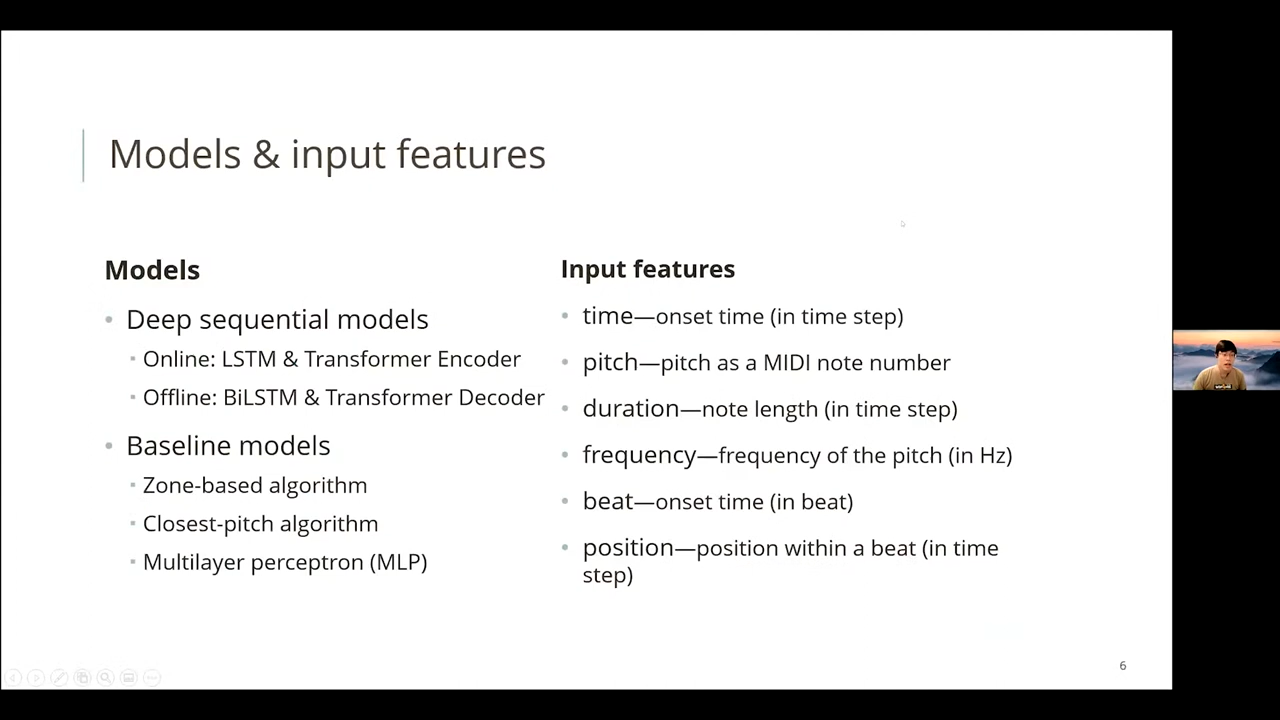 Models & input features
Models
• Deep sequential models
▪ Online: LSTM & Transformer Encoder
▪ Offline: BiLSTM & Transformer Decoder
• Baseline models
▪ Zone-based algorithm
▪ Closest-pitch algorithm
▪ Multilayer perceptron (MLP)
Input features
• time—onset time (in time step)
• pitch—pitch as a MIDI note number
• duration—note length (in time step)
• frequency—frequency of the pitch (in Hz)
• beat—onset time (in beat)
• position—position within a beat (in time
step)
6